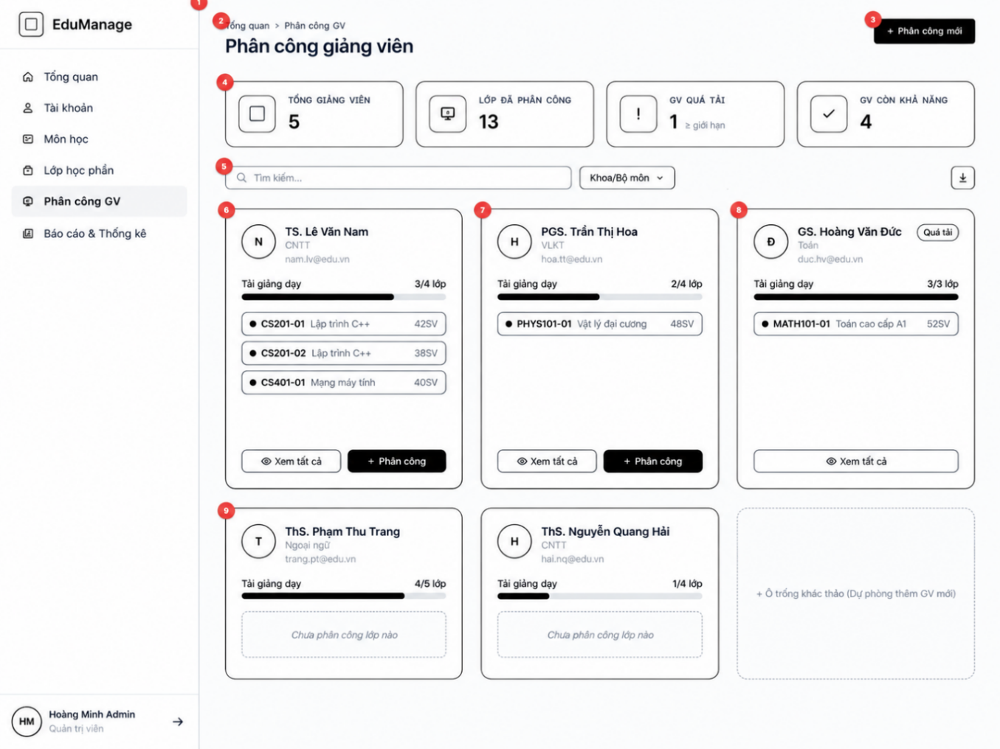 1
EduManage
Tổng quan
Tài khoản
Môn học
Lớp học phần
Phân công GV
Báo cáo & Thống kê
HM
Hoàng Minh Admin
Quản trị viên
2
Tổng quan > Phân công GV
Phân công giảng viên
3
+ Phân công mới
4
TỔNG GIẢNG VIÊN
5
LỚP ĐÃ PHÂN CÔNG
13
GV QUÁ TẢI
1 ≥ giới hạn
GV CÒN KHẢ NĂNG
4
5
Tìm kiếm...
Khoa/Bộ môn
6
N
TS. Lê Văn Nam
CNTT
nam.lv@edu.vn
Tải giảng dạy 3/4 lớp
CS201-01 Lập trình C++ 42SV
CS201-02 Lập trình C++ 38SV
CS401-01 Mạng máy tính 40SV
Xem tất cả
+ Phân công
7
H
PGS. Trần Thị Hoa
VLKT
hoa.tt@edu.vn
Tải giảng dạy 2/4 lớp
PHYS101-01 Vật lý đại cương 48SV
Xem tất cả
+ Phân công
8
Đ
GS. Hoàng Văn Đức
Quá tải
Toán
duc.hv@edu.vn
Tải giảng dạy 3/3 lớp
MATH101-01 Toán cao cấp A1 52SV
Xem tất cả
9
T
ThS. Phạm Thu Trang
Ngoại ngữ
trang.pt@edu.vn
Tải giảng dạy 4/5 lớp
Chưa phân công lớp nào
H
ThS. Nguyễn Quang Hải
CNTT
hai.nq@edu.vn
Tải giảng dạy 1/4 lớp
Chưa phân công lớp nào
+ Ô trống khác thảo (Dự phòng thêm GV mới)